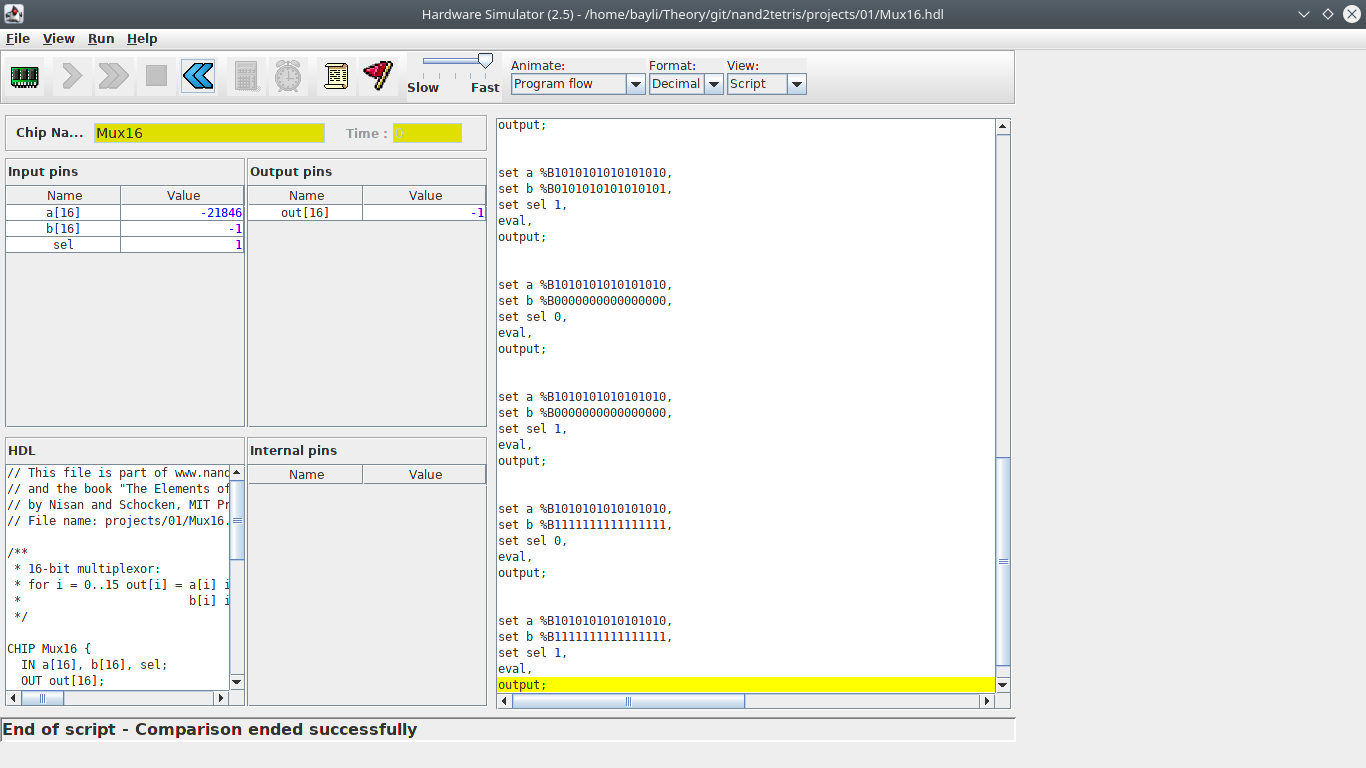 Hardware Simulator (2.5) - /home/bayli/Theory/git/nand2tetris/projects/01/Mux16.hdl
File View Run Help
Slow Fast
Animate:
Program flow
Format:
Decimal
View:
Script
Chip Na... Mux16 Time : 0
Input pins
Name Value
a[16] -21846
b[16] -1
sel 1
Output pins
Name Value
out[16] -1
HDL
// This file is part of www.nand
// and the book "The Elements of
// by Nisan and Schocken, MIT Pr
// File name: projects/01/Mux16.
/**
* 16-bit multiplexor:
* for i = 0..15 out[i] = a[i] i
* b[i] i
*/
CHIP Mux16 {
IN a[16], b[16], sel;
OUT out[16];
Internal pins
Name Value
output;
set a %B1010101010101010,
set b %B0101010101010101,
set sel 1,
eval,
output;
set a %B1010101010101010,
set b %B0000000000000000,
set sel 0,
eval,
output;
set a %B1010101010101010,
set b %B0000000000000000,
set sel 1,
eval,
output;
set a %B1010101010101010,
set b %B1111111111111111,
set sel 0,
eval,
output;
set a %B1010101010101010,
set b %B1111111111111111,
set sel 1,
eval,
output;
End of script - Comparison ended successfully